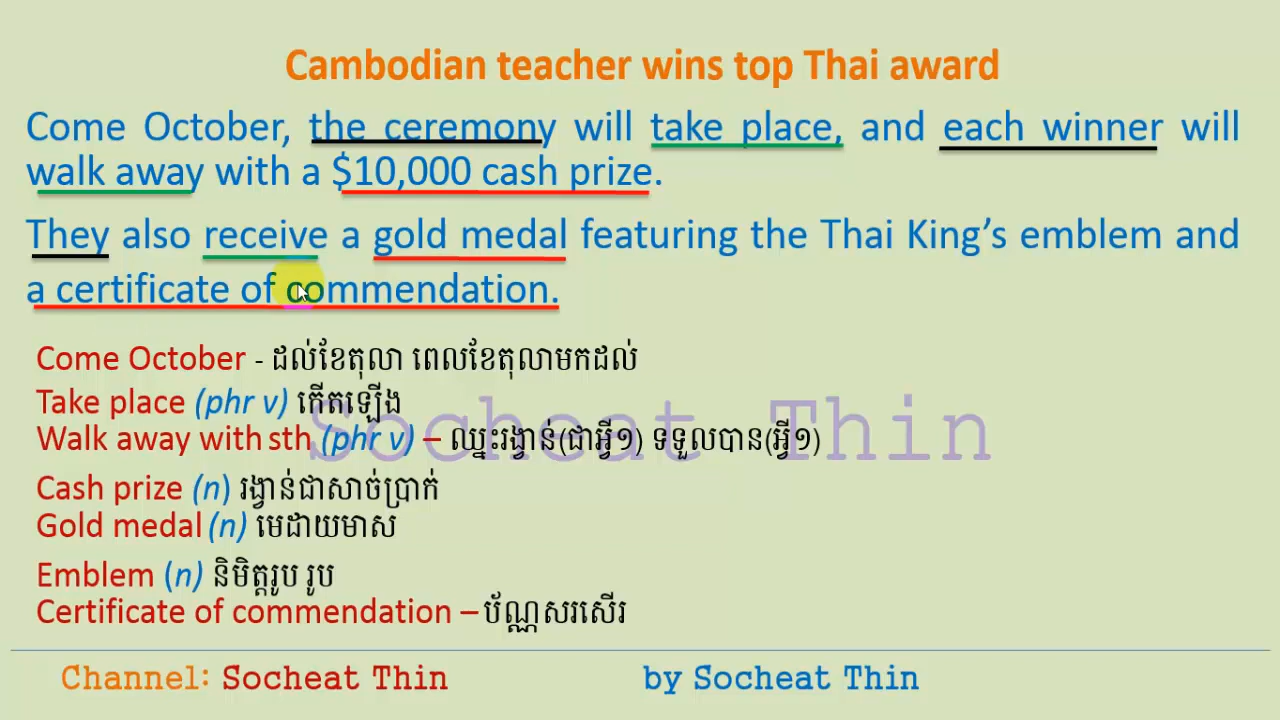 Cambodian teacher wins top Thai award
Come October, the ceremony will take place, and each winner will
walk away with a $10,000 cash prize.
They also receive a gold medal featuring the Thai King’s emblem and
a certificate of commendation.
Come October - ដល់ខែតុលា ពេលខែតុលាមកដល់
Take place (phr v) កើតឡើង
Walk away with sth (phr v) – ឈ្នះរង្វាន់(ជាអ្វី១) ទទួលបាន(អ្វី១)
Socheat Thin
Cash prize (n) រង្វាន់ជាសាច់ប្រាក់
Gold medal (n) មេដាយមាស
Emblem (n) និមិត្តរូប រូប
Certificate of commendation – ប័ណ្ណសរសើរ
Channel: Socheat Thin by Socheat Thin